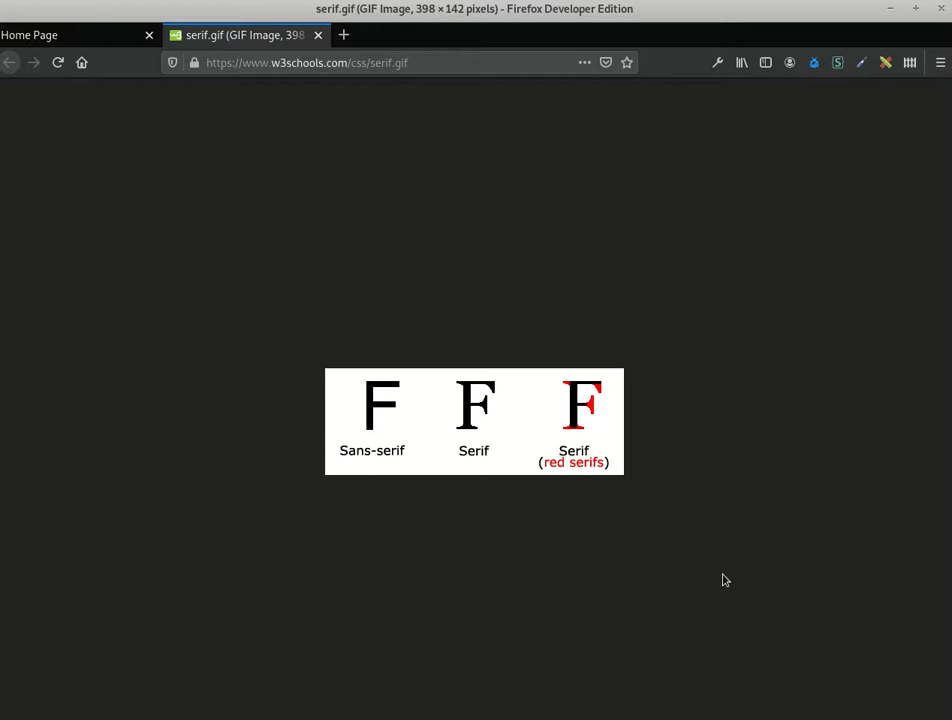 serif.gif (GIF Image, 398 × 142 pixels) - Firefox Developer Edition
Home Page
serif.gif (GIF Image, 398
https://www.w3schools.com/css/serif.gif
F F F
Sans-serif Serif Serif
(red serifs)